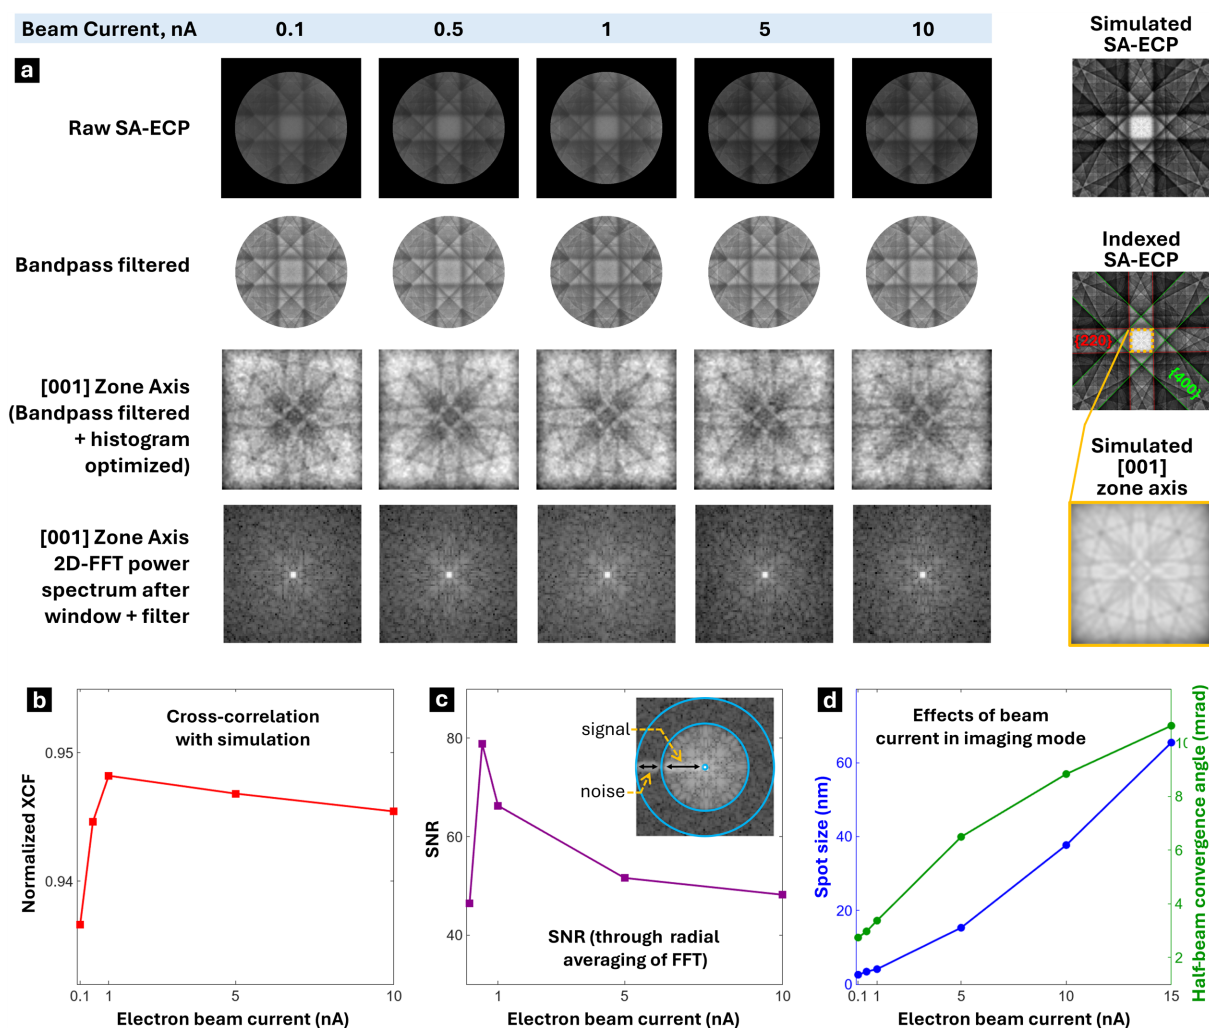 Beam Current, nA 0.1 0.5 1 5 10
Simulated
SA-ECP
a
Raw SA-ECP
Bandpass filtered
Indexed
SA-ECP
{220}
{400}
[001] Zone Axis
(Bandpass filtered
+ histogram
optimized)
Simulated
[001]
zone axis
[001] Zone Axis
2D-FFT power
spectrum after
window + filter
b
Cross-correlation
with simulation
Normalized XCF
0.95
0.94
0.1 1 5 10
Electron beam current (nA)
c
signal
noise
SNR
80
60
40
SNR (through radial
averaging of FFT)
1 5 10
Electron beam current (nA)
d
Effects of beam
current in imaging mode
Spot size (nm)
60
40
20
0
Half-beam convergence angle (mrad)
10
8
6
4
2
0.1 1 5 10 15
Electron beam current (nA)